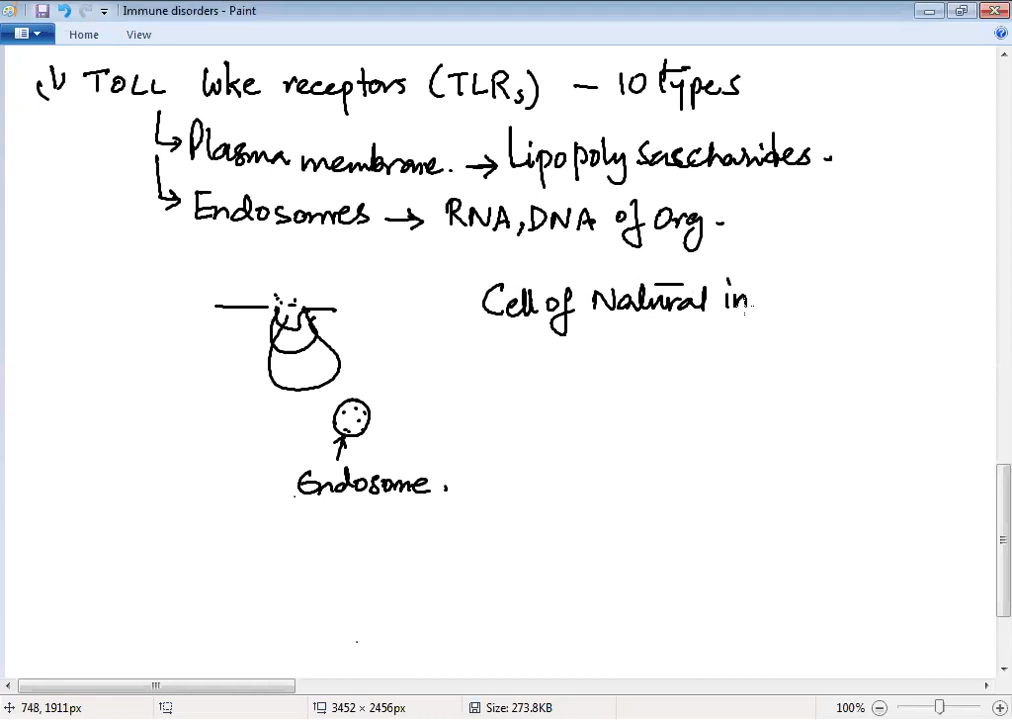 Immune disorders - Paint
Home View
TOLL like receptors (TLRs) - 10 types
Plasma membrane. → Lipopoly saccharides.
Endosomes → RNA, DNA of Org.
Cell of Natural in
Endosome.
748, 1911px 3452 × 2456px Size: 273.8KB 100%